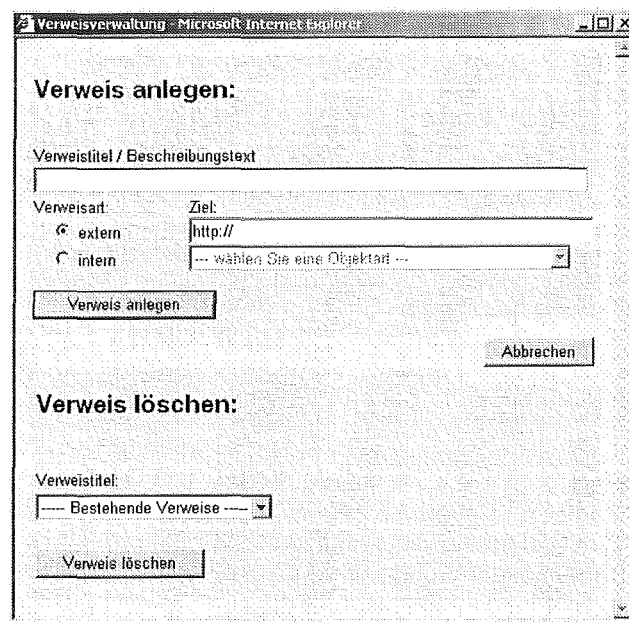 Verweisverwaltung - Microsoft Internet Explorer
Verweis anlegen:
Verweistitel / Beschreibungstext
Verweisart: Ziel:
extern http://
intern --- wählen Sie eine Objektart ---
Verweis anlegen
Abbrechen
Verweis löschen:
Verweistitel:
----- Bestehende Verweise -----
Verweis löschen